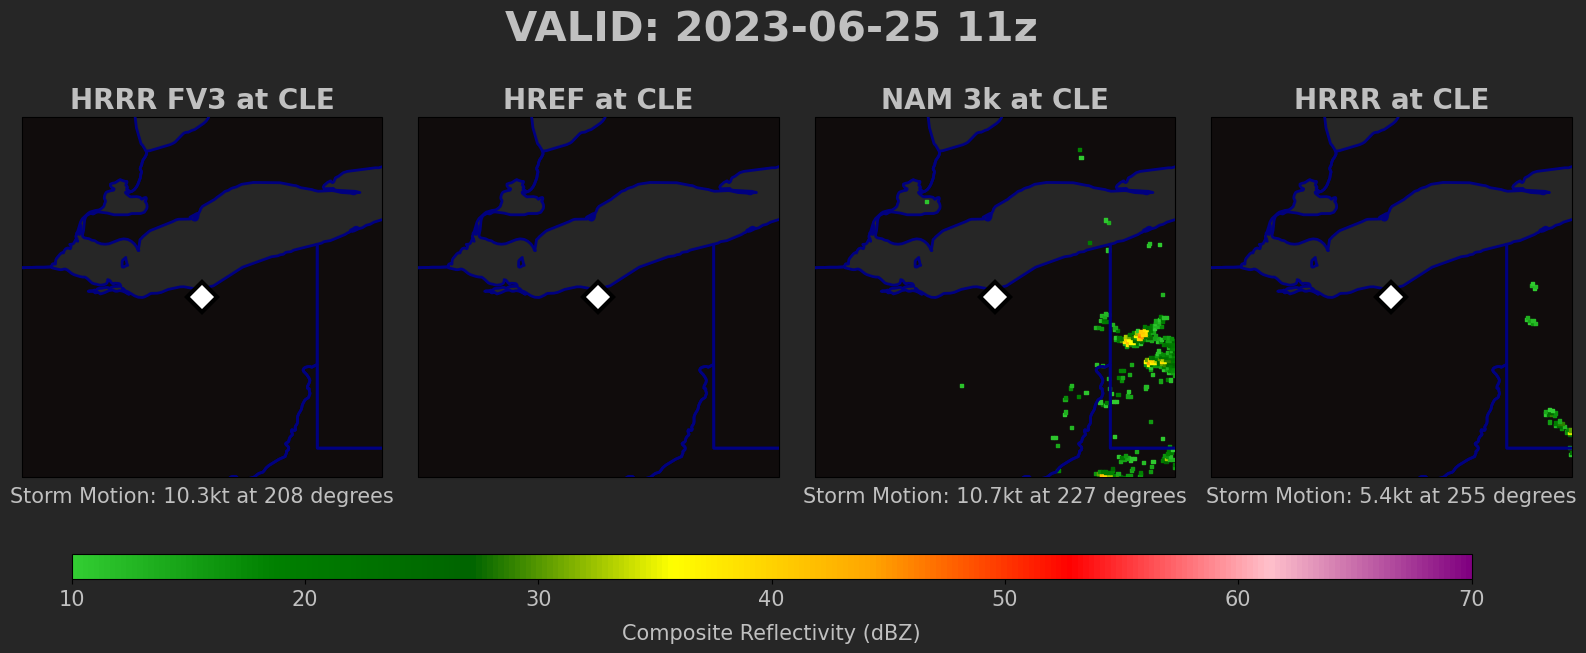 VALID: 2023-06-25 11z
HRRR FV3 at CLE
HREF at CLE
NAM 3k at CLE
HRRR at CLE
Storm Motion: 10.3kt at 208 degrees
Storm Motion: 10.7kt at 227 degrees
Storm Motion: 5.4kt at 255 degrees
10 20 30 40 50 60 70
Composite Reflectivity (dBZ)